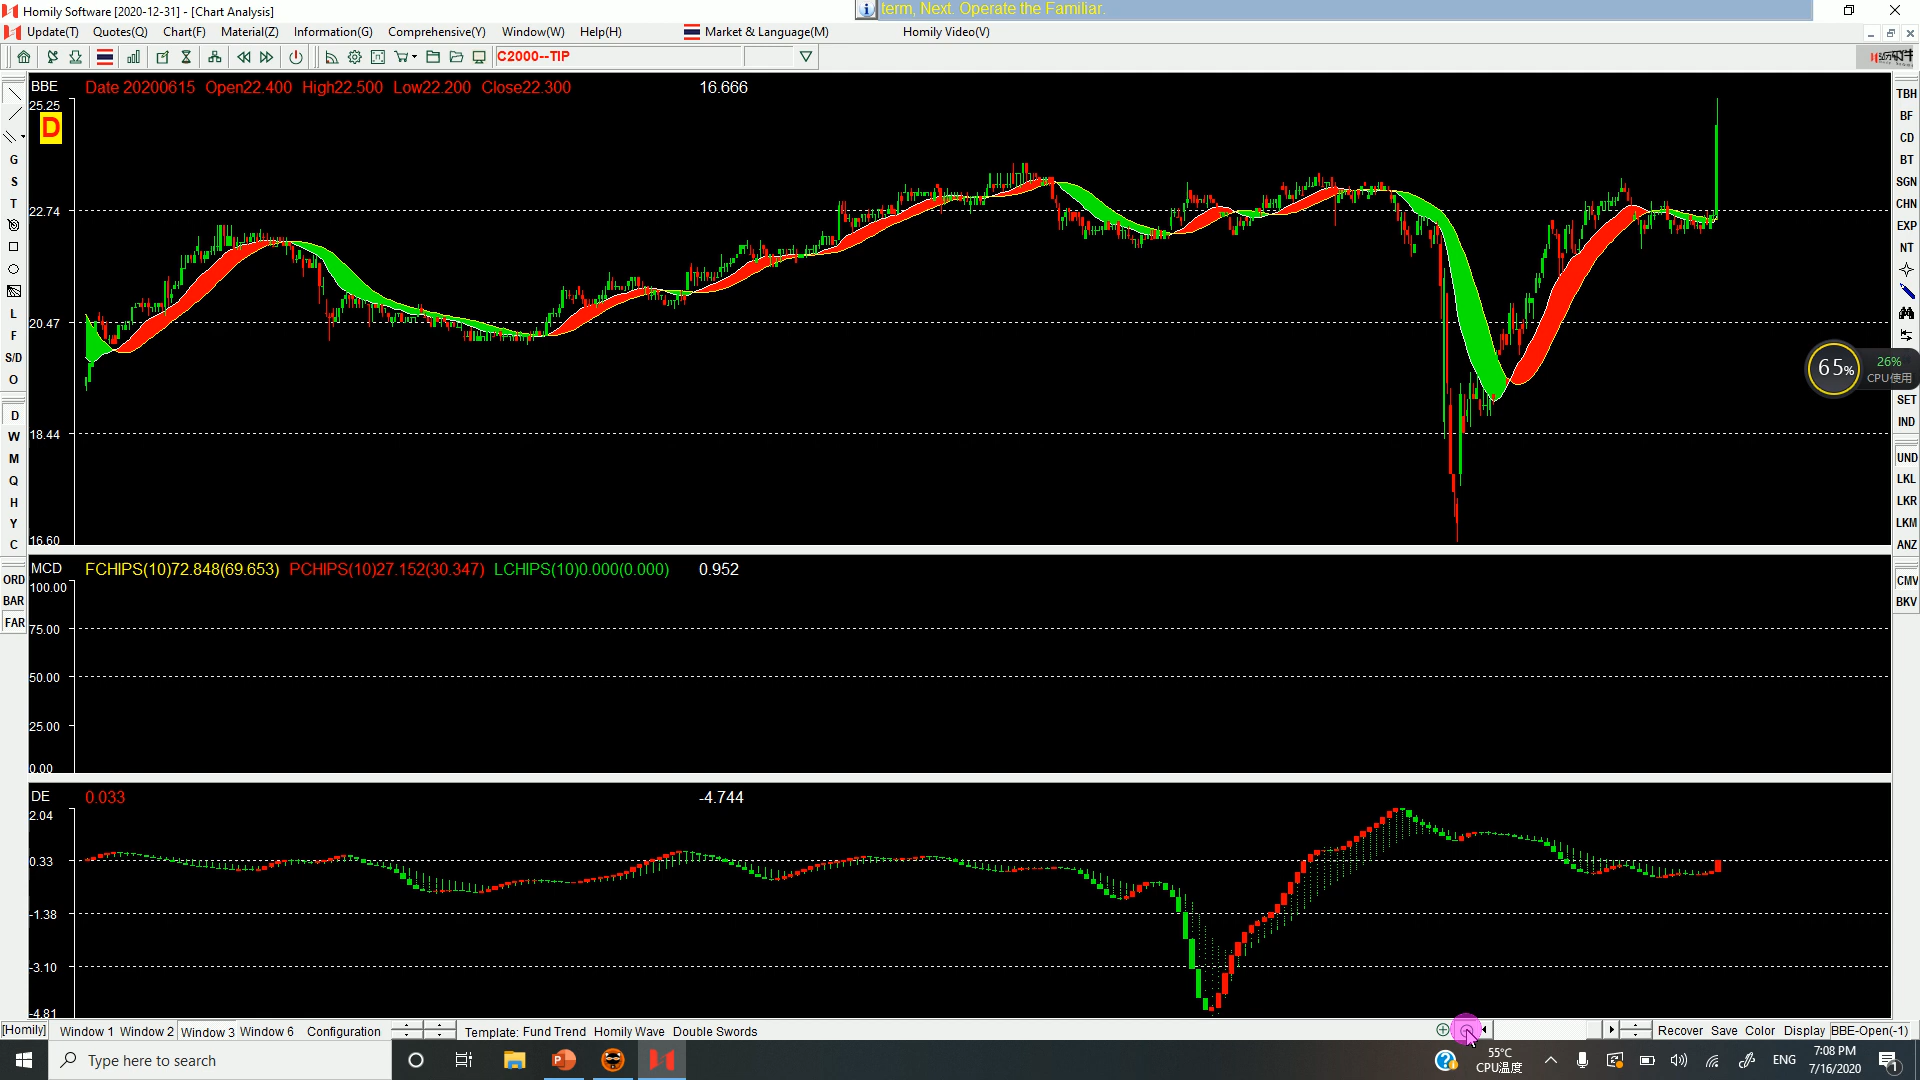 Homily Software [2020-12-31] - [Chart Analysis]
term, Next. Operate the Familiar.
Update(T) Quotes(Q) Chart(F) Material(Z) Information(G) Comprehensive(Y) Window(W) Help(H) Market & Language(M) Homily Video(V)
C2000--TIP
BBE Date 20200615 Open22.400 High22.500 Low22.200 Close22.300 16.666
25.25
D
22.74
20.47
18.44
16.60
MCD FCHIPS(10)72.848(69.653) PCHIPS(10)27.152(30.347) LCHIPS(10)0.000(0.000) 0.952
100.00
75.00
50.00
25.00
0.00
DE 0.033 -4.744
2.04
0.33
-1.38
-3.10
-4.81
G
S
T
L
F
S/D
O
D
W
M
Q
H
Y
C
ORD
BAR
FAR
TBH
BF
CD
BT
SGN
CHN
EXP
NT
65%
26%
CPU使用
SET
IND
UND
LKL
LKR
LKM
ANZ
CMV
BKV
[Homily] Window 1 Window 2 Window 3 Window 6 Configuration Template: Fund Trend Homily Wave Double Swords Recover Save Color Display BBE-Open(-1)
Type here to search
55°C
CPU温度
ENG
7:08 PM
7/16/2020
1